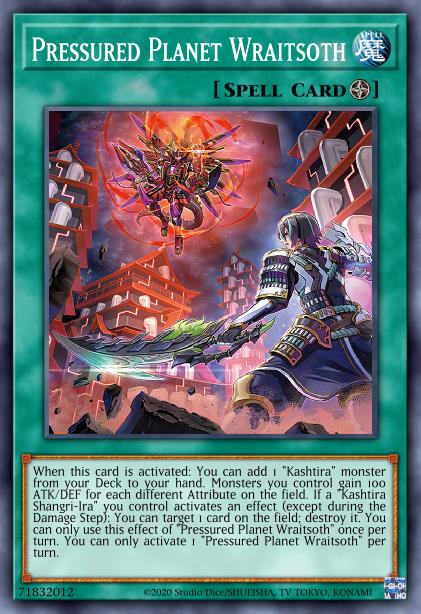 Pressured Planet Wraitsoth
SPELL
魔
[Spell Card]
When this card is activated: You can add 1 "Kashtira" monster
from your Deck to your hand. Monsters you control gain 100
ATK/DEF for each different Attribute on the field. If a "Kashtira
Shangri-Ira" you control activates an effect (except during the
Damage Step): You can target 1 card on the field; destroy it. You
can only use this effect of "Pressured Planet Wraitsoth" once per
turn. You can only activate 1 "Pressured Planet Wraitsoth" per
turn.
71832012
©2020 Studio Dice/SHUEISHA, TV TOKYO, KONAMI